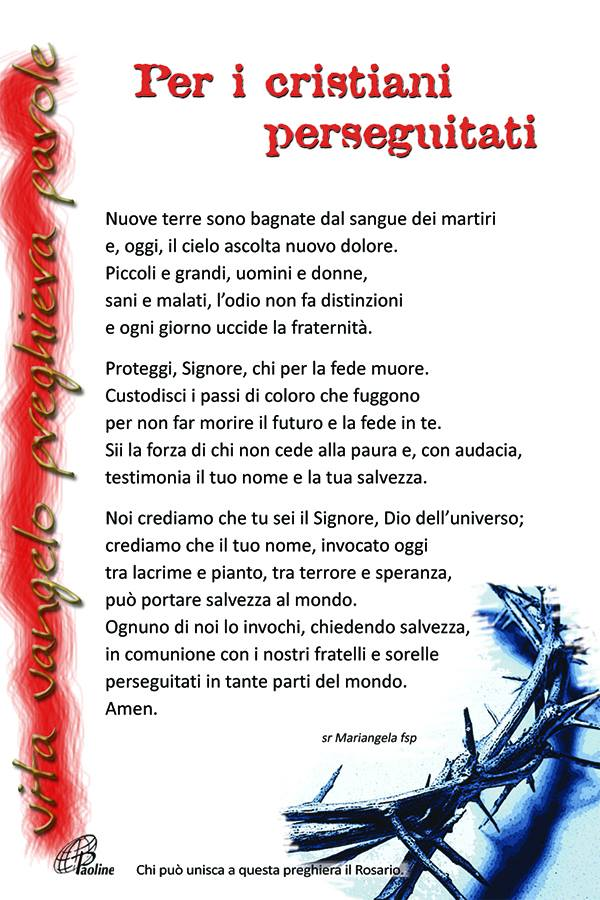 Per i cristiani
perseguitati
Nuove terre sono bagnate dal sangue dei martiri
e, oggi, il cielo ascolta nuovo dolore.
Piccoli e grandi, uomini e donne,
sani e malati, l’odio non fa distinzioni
e ogni giorno uccide la fraternità.
Proteggi, Signore, chi per la fede muore.
Custodisci i passi di coloro che fuggono
per non far morire il futuro e la fede in te.
Sii la forza di chi non cede alla paura e, con audacia,
testimonia il tuo nome e la tua salvezza.
Noi crediamo che tu sei il Signore, Dio dell’universo;
crediamo che il tuo nome, invocato oggi
tra lacrime e pianto, tra terrore e speranza,
può portare salvezza al mondo.
Ognuno di noi lo invochi, chiedendo salvezza,
in comunione con i nostri fratelli e sorelle
perseguitati in tante parti del mondo.
Amen.
sr Mariangela fsp
vita vangelo preghiera parole
Paoline
Chi può unisca a questa preghiera il Rosario.